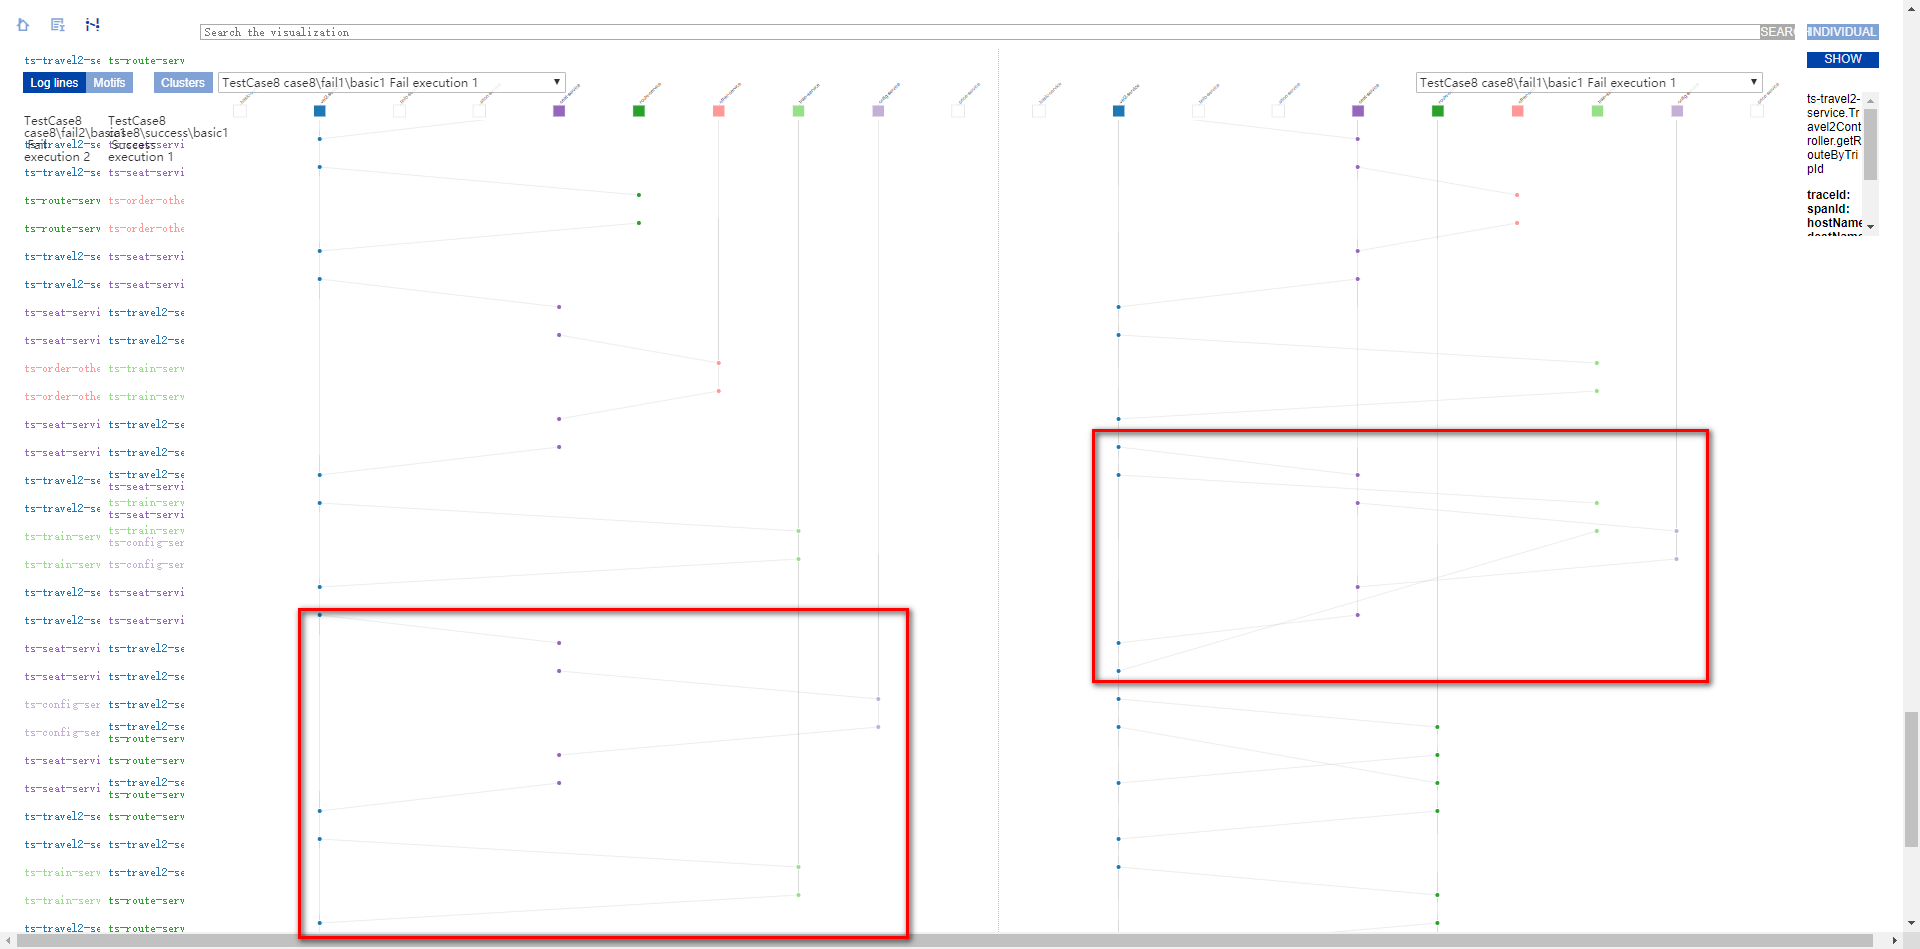 Search the visualization
SEARC
INDIVIDUAL
SHOW
ts-travel2-se ts-route-serv
Log lines Motifs Clusters
TestCase8 case8\fail1\basic1 Fail execution 1
TestCase8 case8\fail1\basic1 Fail execution 1
TestCase8
case8\fail2\basic1
Fail
execution 2
TestCase8
case8\success\basic1
Success
execution 1
ts-travel2-se ts-seat-servi
ts-travel2-se ts-seat-servi
ts-route-serv ts-order-othe
ts-route-serv ts-order-othe
ts-travel2-se ts-seat-servi
ts-travel2-se ts-seat-servi
ts-seat-servi ts-travel2-se
ts-seat-servi ts-travel2-se
ts-order-othe ts-train-serv
ts-order-othe ts-train-serv
ts-seat-servi ts-travel2-se
ts-seat-servi ts-travel2-se
ts-travel2-se ts-travel2-se
ts-seat-servi
ts-travel2-se ts-train-serv
ts-seat-servi
ts-train-serv ts-train-serv
ts-config-ser
ts-train-serv ts-config-ser
ts-travel2-se ts-seat-servi
ts-travel2-se ts-seat-servi
ts-seat-servi ts-travel2-se
ts-seat-servi ts-travel2-se
ts-config-ser ts-travel2-se
ts-config-ser ts-travel2-se
ts-route-serv
ts-seat-servi ts-route-serv
ts-seat-servi ts-travel2-se
ts-route-serv
ts-travel2-se ts-route-serv
ts-travel2-se ts-travel2-se
ts-train-serv ts-travel2-se
ts-train-serv ts-route-serv
ts-travel2-se ts-route-serv
ts-travel2-
service.Tr
avel2Cont
roller.getR
outeByTri
pId
traceId:
spanId:
hostName